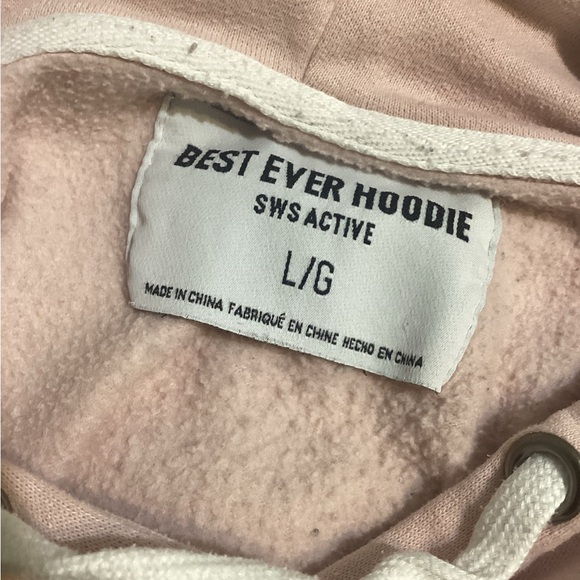 BEST EVER HOODIE
SWS ACTIVE
L/G
MADE IN CHINA FABRIQUÉ EN CHINE HECHO EN CHINA